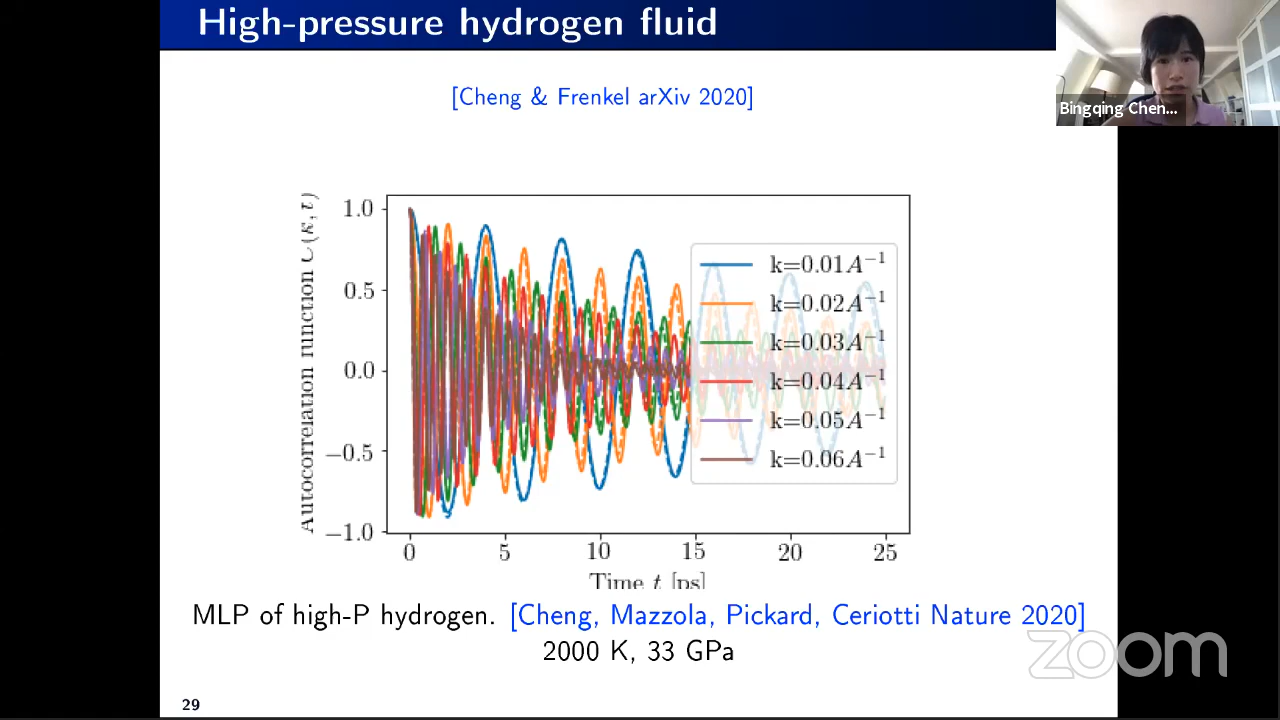 High-pressure hydrogen fluid
[Cheng & Frenkel arXiv 2020]
Bingqing Chen...
Autocorrelation function C(κ, t)
1.0
0.5
0.0
−0.5
−1.0
k=0.01A⁻¹
k=0.02A⁻¹
k=0.03A⁻¹
k=0.04A⁻¹
k=0.05A⁻¹
k=0.06A⁻¹
0 5 10 15 20 25
Time t [ps]
MLP of high-P hydrogen. [Cheng, Mazzola, Pickard, Ceriotti Nature 2020]
2000 K, 33 GPa
zoom
29